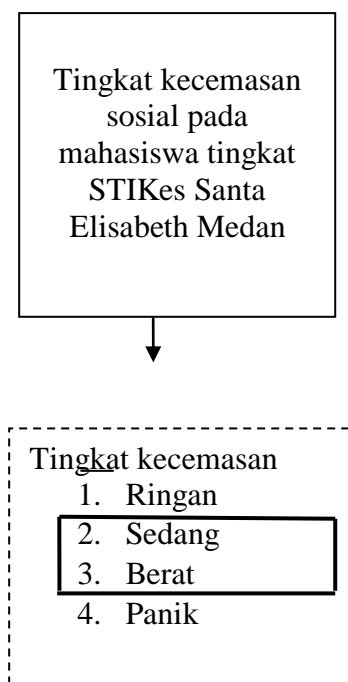 Tingkat kecemasan
sosial pada
mahasiswa tingkat
STIKes Santa
Elisabeth Medan
Tingkat kecemasan
1. Ringan
2. Sedang
3. Berat
4. Panik